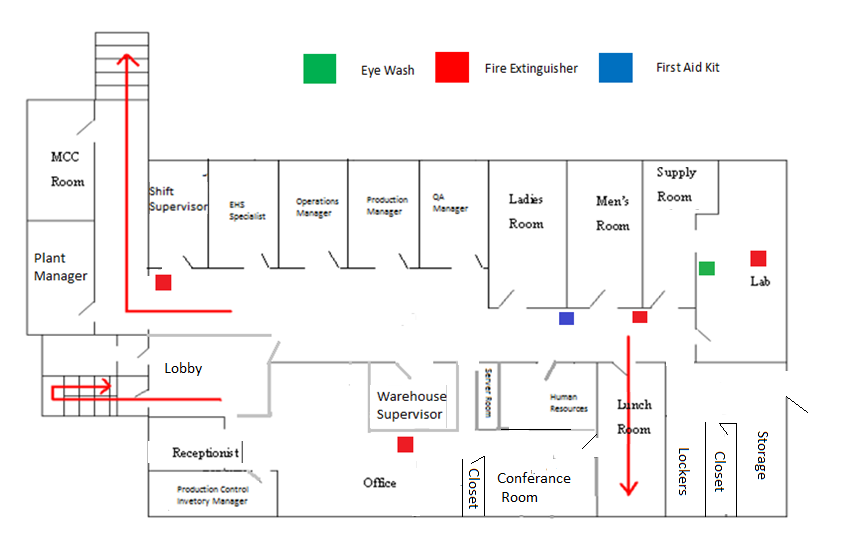 Eye Wash
Fire Extinguisher
First Aid Kit
MCC
Room
Shift
Supervisor
EHS
Specialist
Operations
Manager
Production
Manager
QA
Manager
Ladies
Room
Men's
Room
Supply
Room
Plant
Manager
Lab
Lobby
Warehouse
Supervisor
Server Room
Human
Resources
Lunch
Room
Receptionist
Production Control
Invetory Manager
Office
Closet
Conferance
Room
Lockers
Closet
Storage